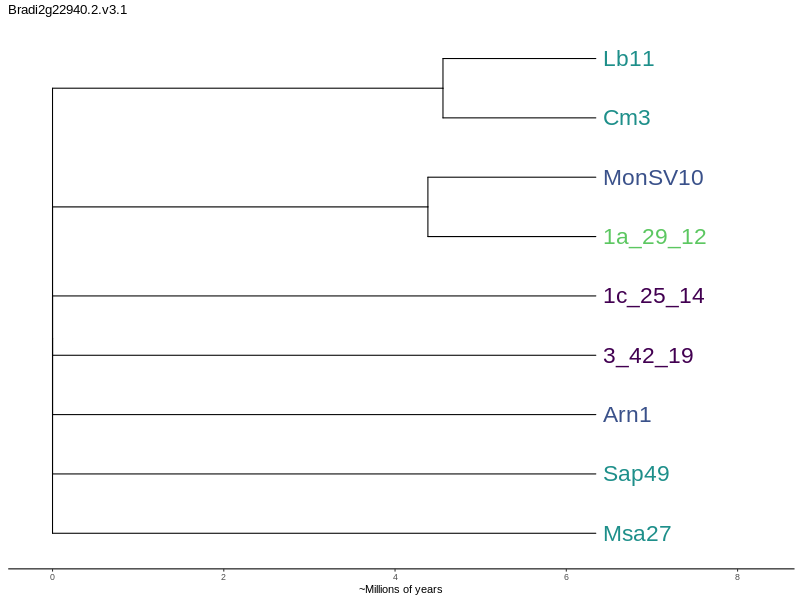 Bradi2g22940.2.v3.1
Lb11
Cm3
MonSV10
1a_29_12
1c_25_14
3_42_19
Arn1
Sap49
Msa27
0 2 4 6 8
~Millions of years